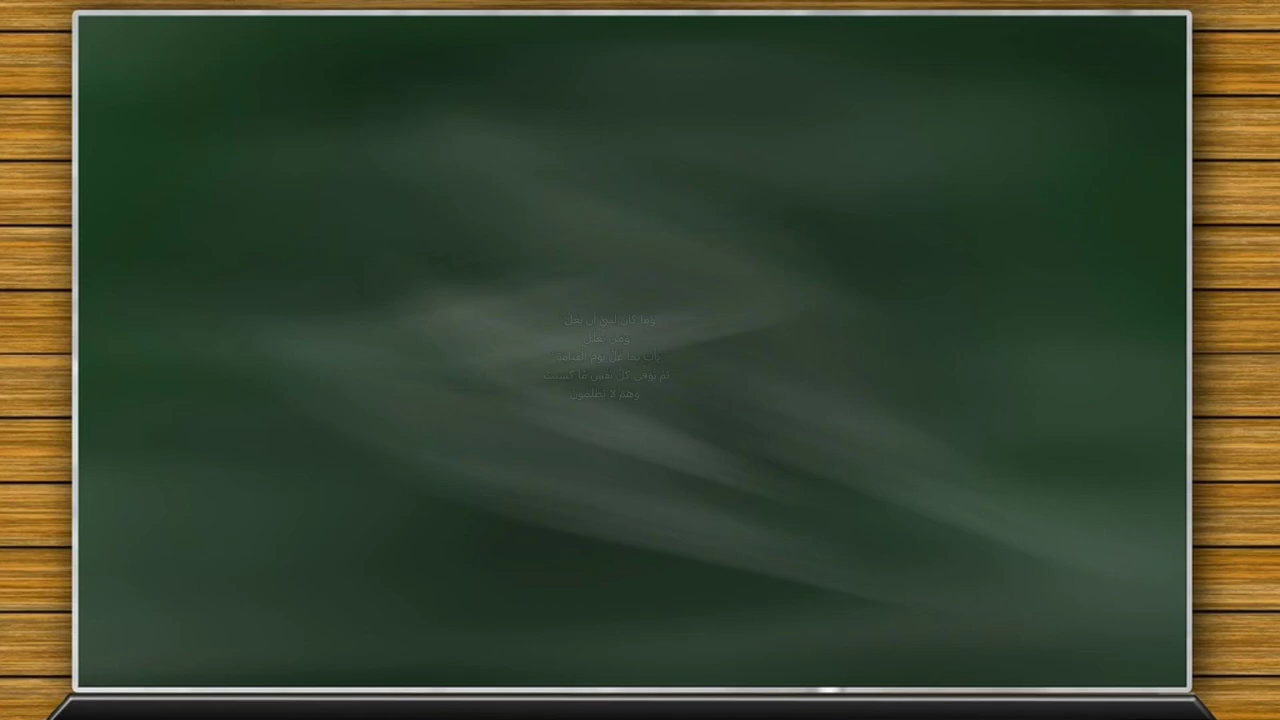 وما كان لنبي أن يغل
ومن يغلل
يأت بما غل يوم القيامة
ثم توفى كل نفس ما كسبت
وهم لا يظلمون